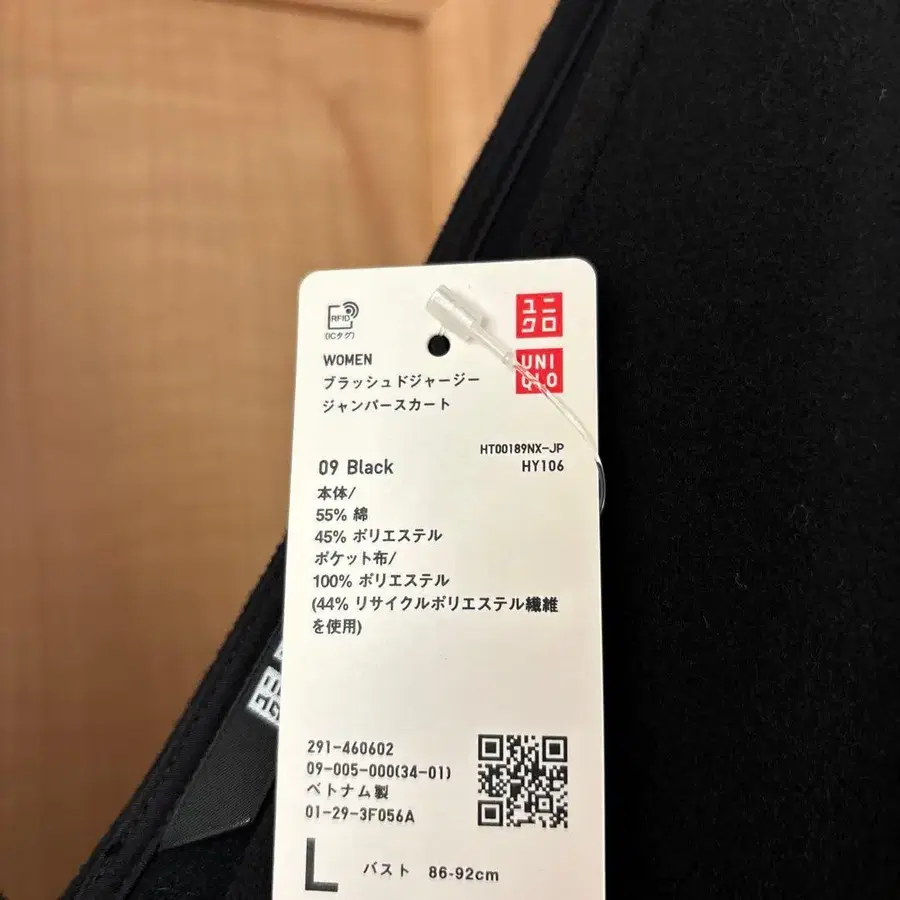 RFID
(ICタグ)
ユニ
クロ
UNI
QLO
WOMEN
ブラッシュドジャージー
ジャンパースカート
HT00189NX-JP
HY106
09 Black
本体/
55% 綿
45% ポリエステル
ポケット布/
100% ポリエステル
(44% リサイクルポリエステル繊維
を使用)
291-460602
09-005-000(34-01)
ベトナム製
01-29-3F056A
L バスト 86-92cm